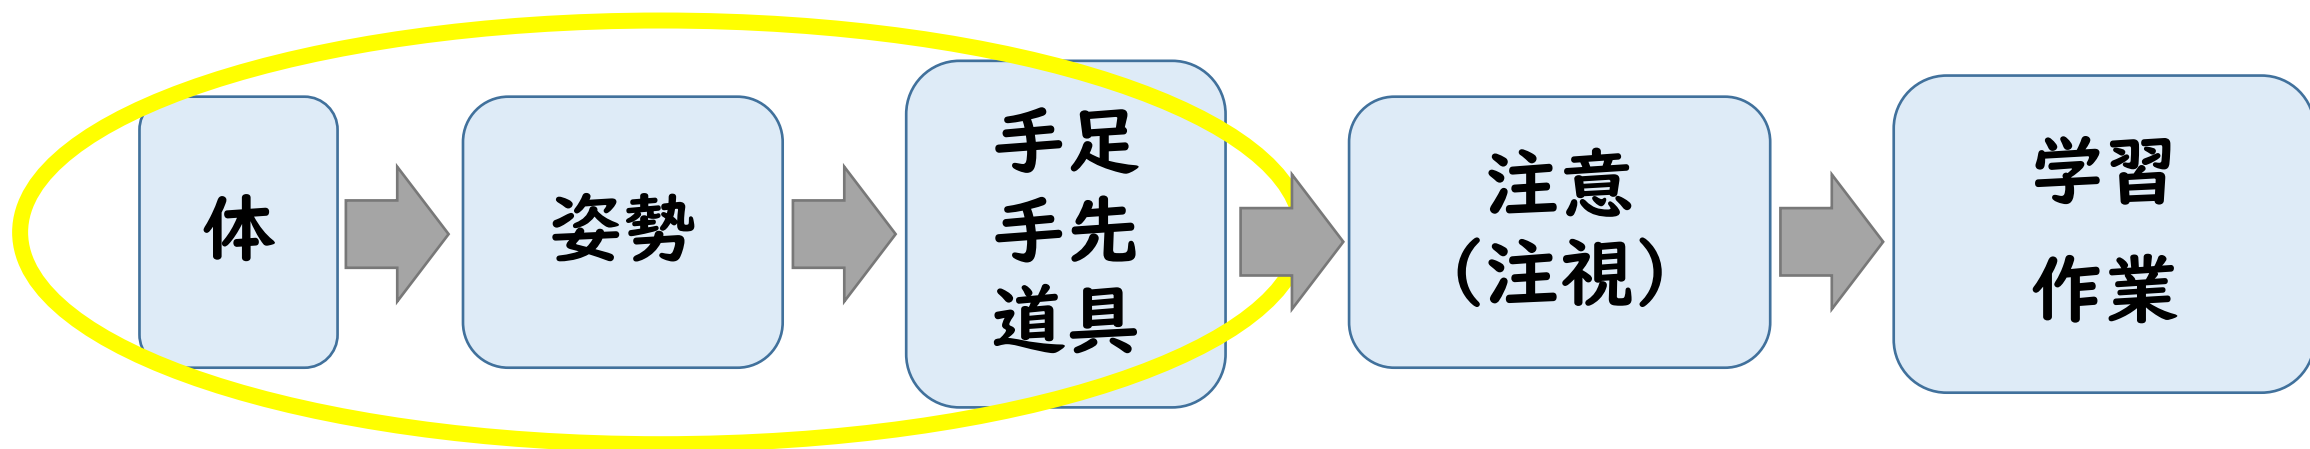 体
姿勢
手足
手先
道具
注意
(注視)
学習
作業